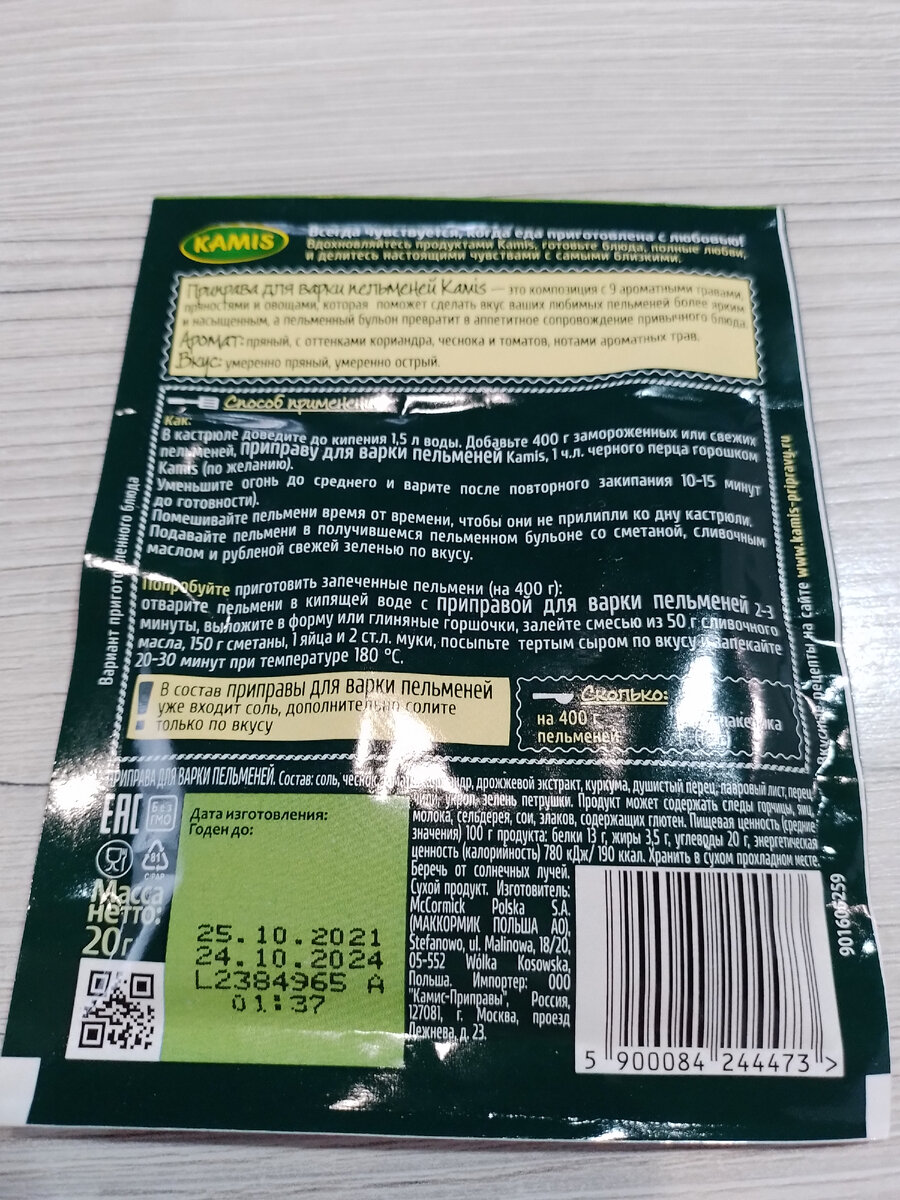 KAMIS
Всегда чувствуется, когда еда приготовлена с любовью!
Вдохновляйтесь продуктами Kamis, готовьте блюда, полные любви,
и делитесь настоящими чувствами с самыми близкими.
Приправа для варки пельменей Kamis — это композиция с 9 ароматными травами,
пряностями и овощами, которая поможет сделать вкус ваших любимых пельменей более ярким
и насыщенным, а пельменный бульон превратит в аппетитное сопровождение привычного блюда.
Аромат: пряный, с оттенками кориандра, чеснока и томатов, нотами ароматных трав.
Вкус: умеренно пряный, умеренно острый.
Способ применения
Как:
В кастрюле доведите до кипения 1,5 л воды. Добавьте 400 г замороженных или свежих
пельменей, приправу для варки пельменей Kamis, 1 ч.л. черного перца горошком
Kamis (по желанию).
Уменьшите огонь до среднего и варите после повторного закипания 10-15 минут
до готовности).
Помешивайте пельмени время от времени, чтобы они не прилипли ко дну кастрюли.
Подавайте пельмени в получившемся пельменном бульоне со сметаной, сливочным
маслом и рубленой свежей зеленью по вкусу.
Попробуйте приготовить запеченные пельмени (на 400 г):
отварите пельмени в кипящей воде с приправой для варки пельменей 2-3
минуты, выложите в форму или глиняные горшочки, залейте смесью из 50 г сливочного
масла, 150 г сметаны, 1 яйца и 2 ст.л. муки, посыпьте тертым сыром по вкусу и запекайте
20-30 минут при температуре 180 °C.
Вариант приготовленного блюда
рецепты на сайте www.kamis-pripravy.ru
! В состав приправы для варки пельменей
уже входит соль, дополнительно солите
только по вкусу
Сколько:
на 400 г
пельменей
ПРИПРАВА ДЛЯ ВАРКИ ПЕЛЬМЕНЕЙ. Состав: соль, чеснок, дрожжевой экстракт, куркума, душистый перец, лавровый лист, перец
укроп, зелень петрушки. Продукт может содержать следы горчицы, яиц,
молока, сельдерея, сои, злаков, содержащих глютен. Пищевая ценность (средние
значения) 100 г продукта: белки 13 г, жиры 3,5 г, углеводы 20 г, энергетическая
ценность (калорийность) 780 кДж/ 190 ккал. Хранить в сухом прохладном месте.
Беречь от солнечных лучей.
Сухой продукт. Изготовитель:
McCormick Polska S.A.
(МАККОРМИК ПОЛЬША АО),
Stefanowo, ul. Malinowa, 18/20,
05-552 Wólka Kosowska,
Польша. Импортер: ООО
"Камис-Приправы", Россия,
127081, г. Москва, проезд
Дежнева, д. 23.
EAC
Без
ГМО
81
C/PAP
Масса
нетто:
20г
Дата изготовления:
Годен до:
25.10.2021
24.10.2024
L2384965 A
01:37
901606259
5 900084 244473 >